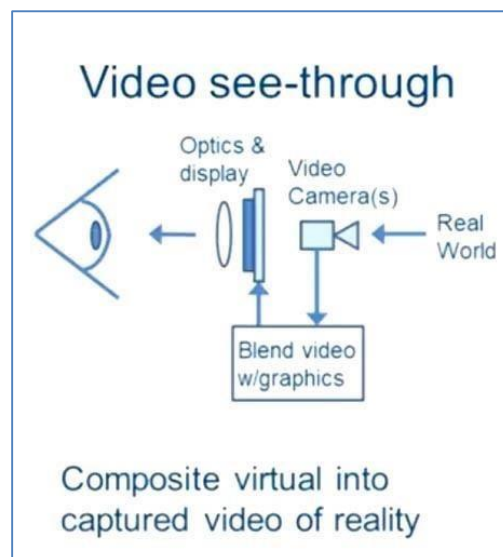 Video see-through
Optics &
display
Video
Camera(s)
Real
World
Blend video
w/graphics
Composite virtual into
captured video of reality